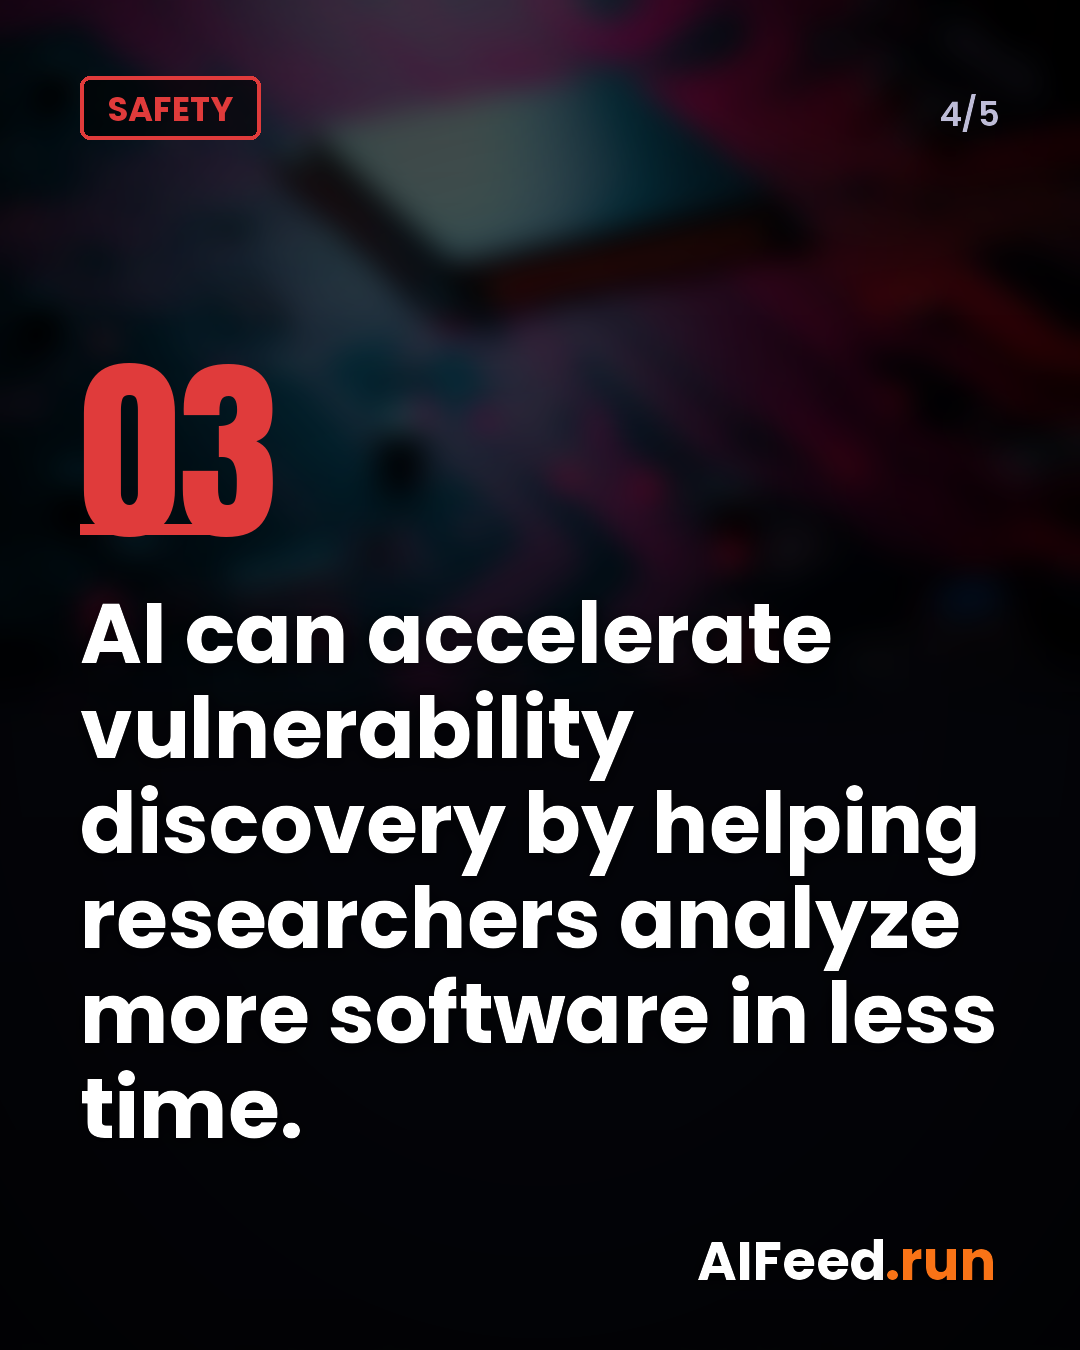 SAFETY
4/5
03
AI can accelerate
vulnerability
discovery by helping
researchers analyze
more software in less
time.
AIFeed.run